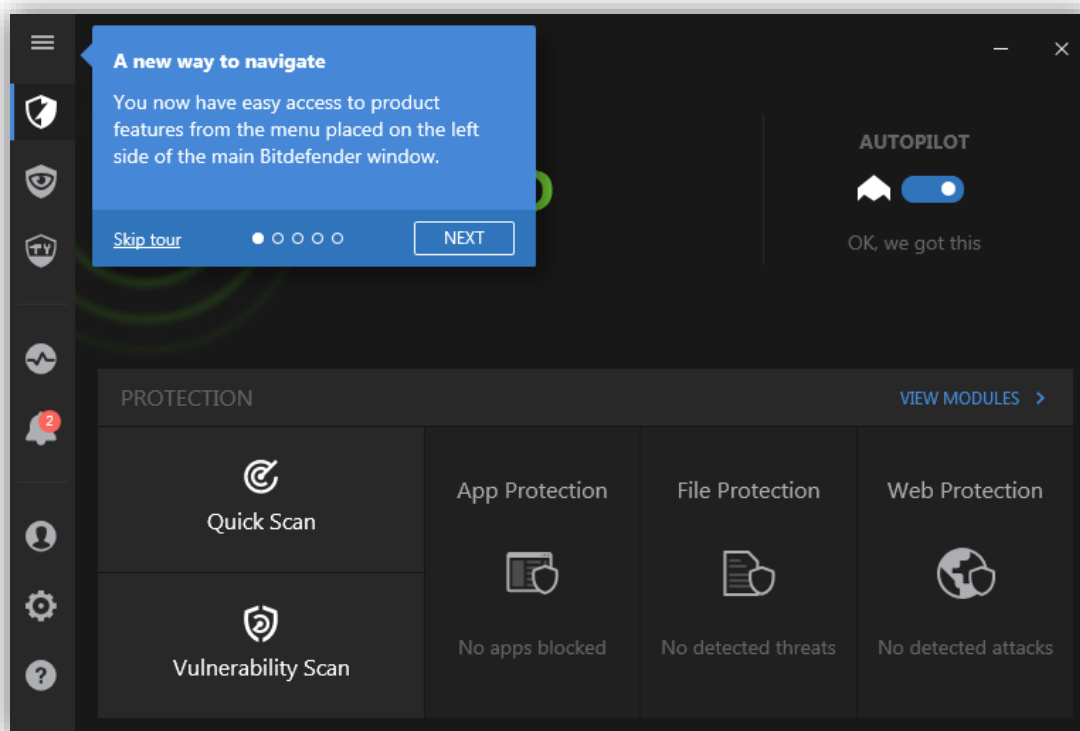 A new way to navigate
You now have easy access to product
features from the menu placed on the left
side of the main Bitdefender window.
Skip tour
NEXT
AUTOPILOT
OK, we got this
2
PROTECTION
VIEW MODULES
Quick Scan
Vulnerability Scan
App Protection
No apps blocked
File Protection
No detected threats
Web Protection
No detected attacks